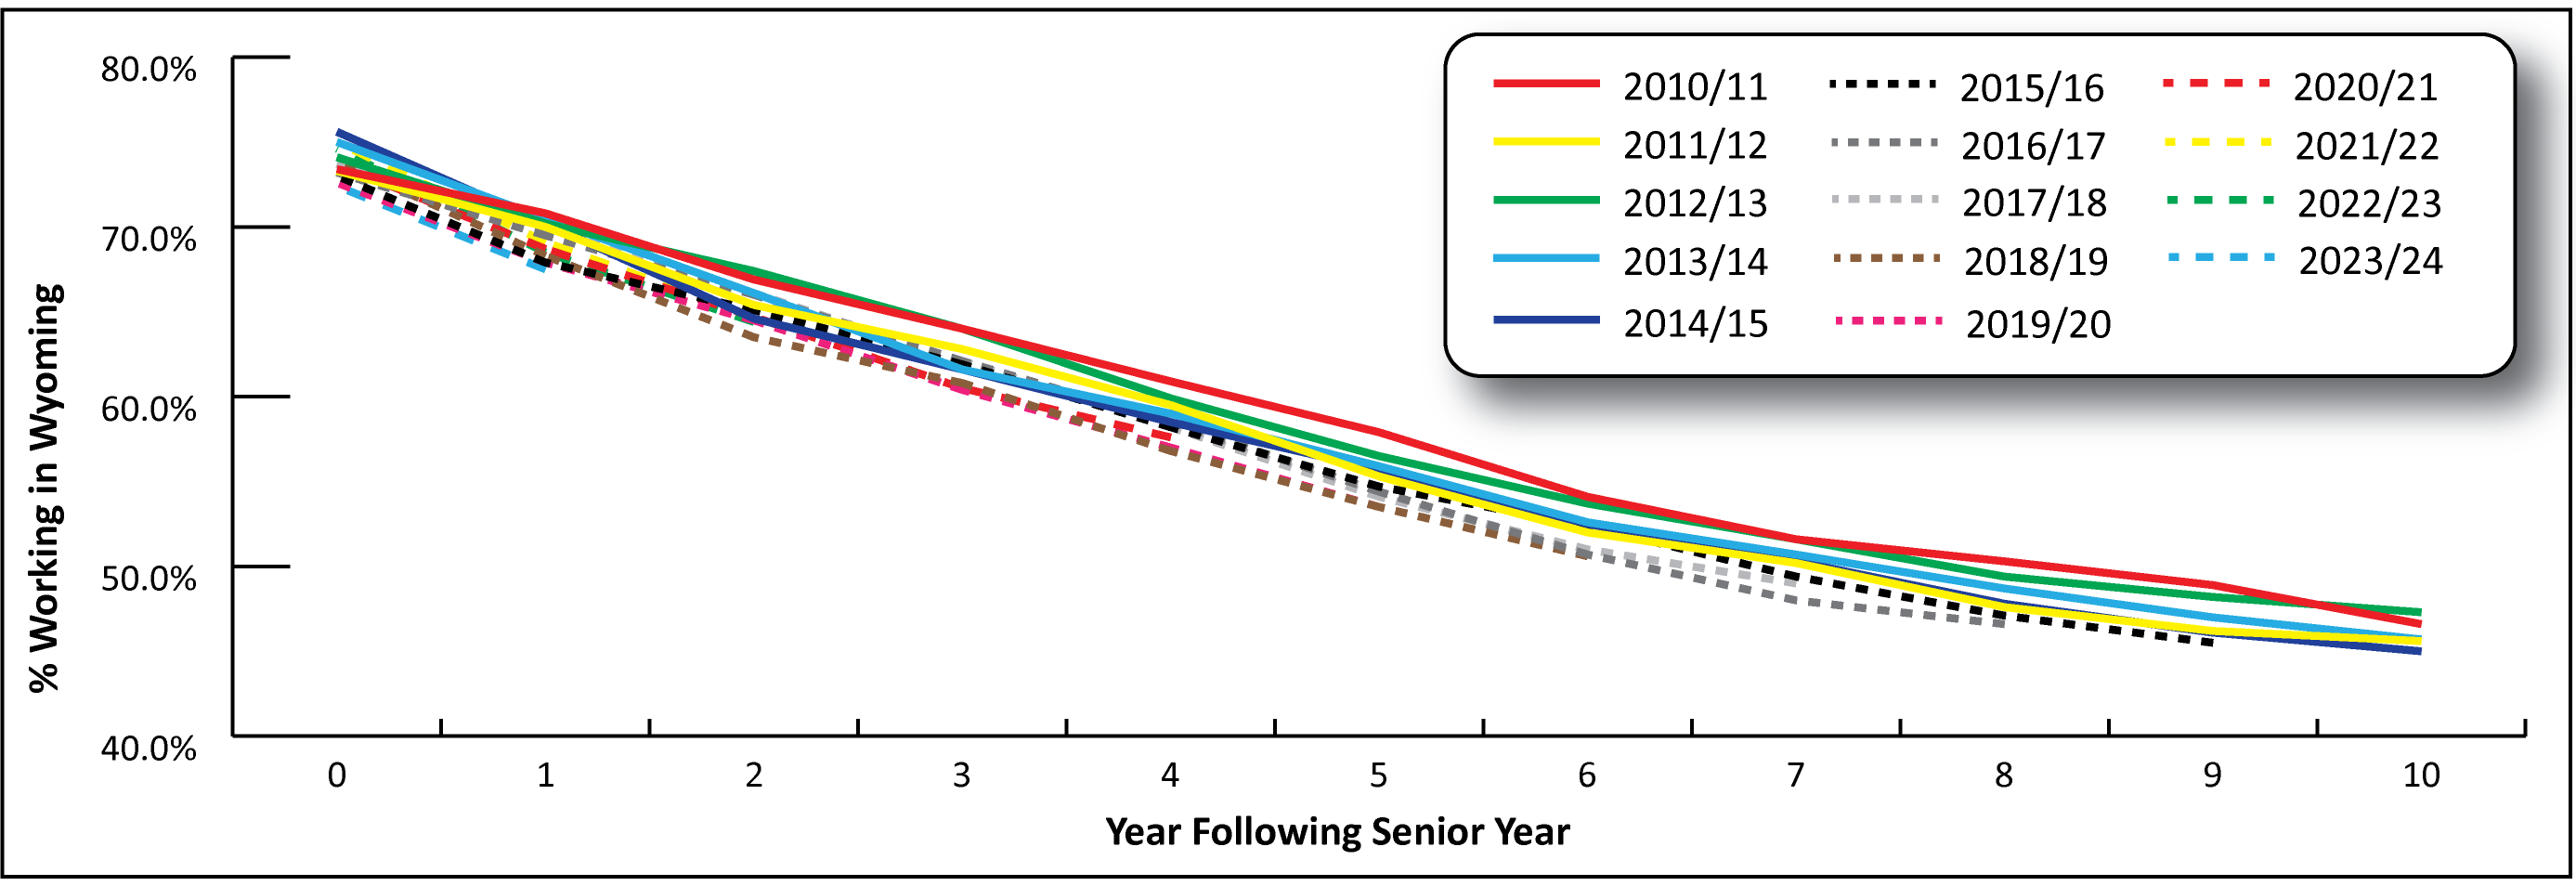 80.0%
70.0%
60.0%
50.0%
40.0%
% Working in Wyoming
0 1 2 3 4 5 6 7 8 9 10
Year Following Senior Year
2010/11 2015/16 2020/21
2011/12 2016/17 2021/22
2012/13 2017/18 2022/23
2013/14 2018/19 2023/24
2014/15 2019/20